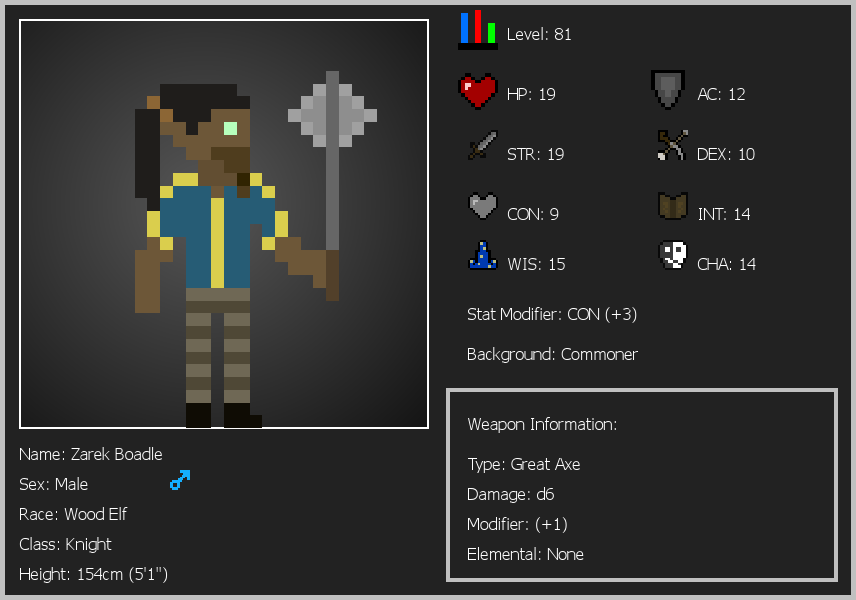 Level: 81
HP: 19
AC: 12
STR: 19
DEX: 10
CON: 9
INT: 14
WIS: 15
CHA: 14
Stat Modifier: CON (+3)
Background: Commoner
Weapon Information:
Type: Great Axe
Damage: d6
Modifier: (+1)
Elemental: None
Name: Zarek Boadle
Sex: Male
Race: Wood Elf
Class: Knight
Height: 154cm (5'1")